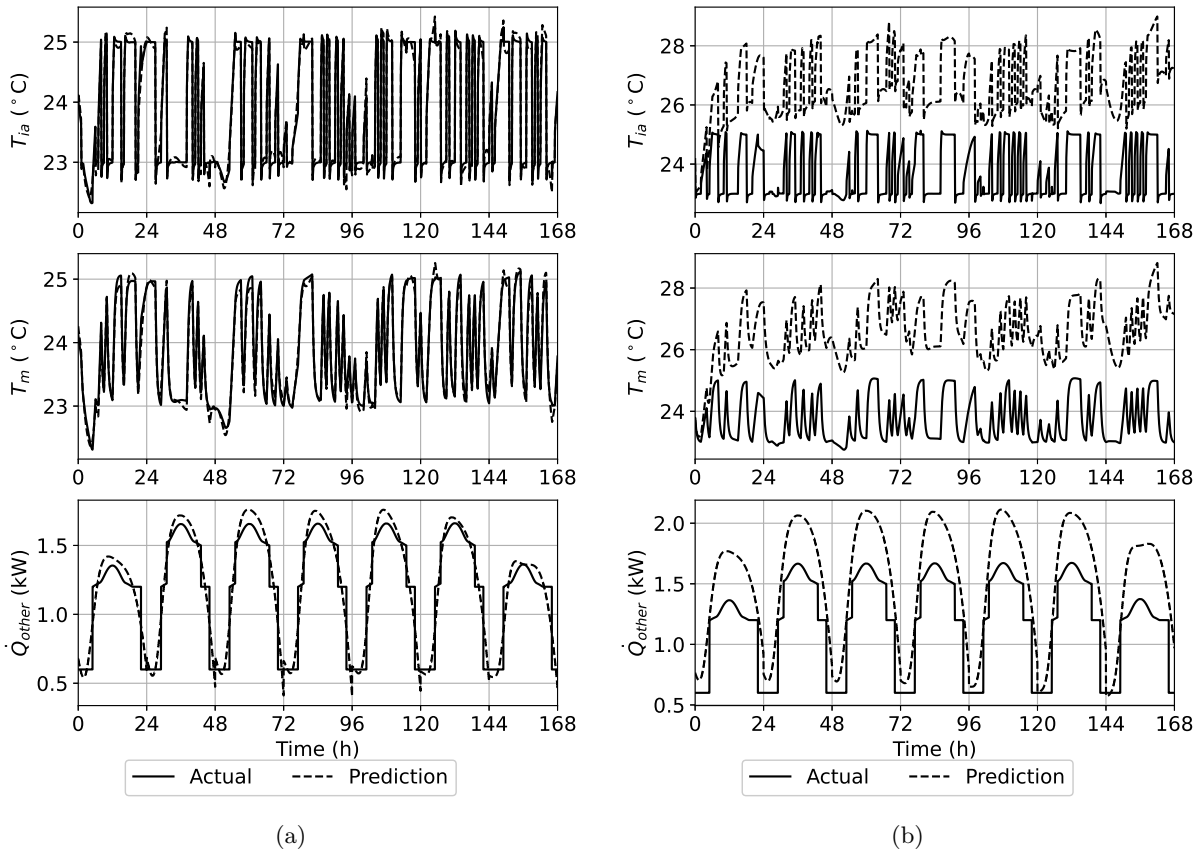 T_ia (°C)
25
24
23
0 24 48 72 96 120 144 168
T_m (°C)
25
24
23
0 24 48 72 96 120 144 168
Q̇_other (kW)
1.5
1.0
0.5
0 24 48 72 96 120 144 168
Time (h)
Actual Prediction
(a)
T_ia (°C)
28
26
24
0 24 48 72 96 120 144 168
T_m (°C)
28
26
24
0 24 48 72 96 120 144 168
Q̇_other (kW)
2.0
1.5
1.0
0.5
0 24 48 72 96 120 144 168
Time (h)
Actual Prediction
(b)